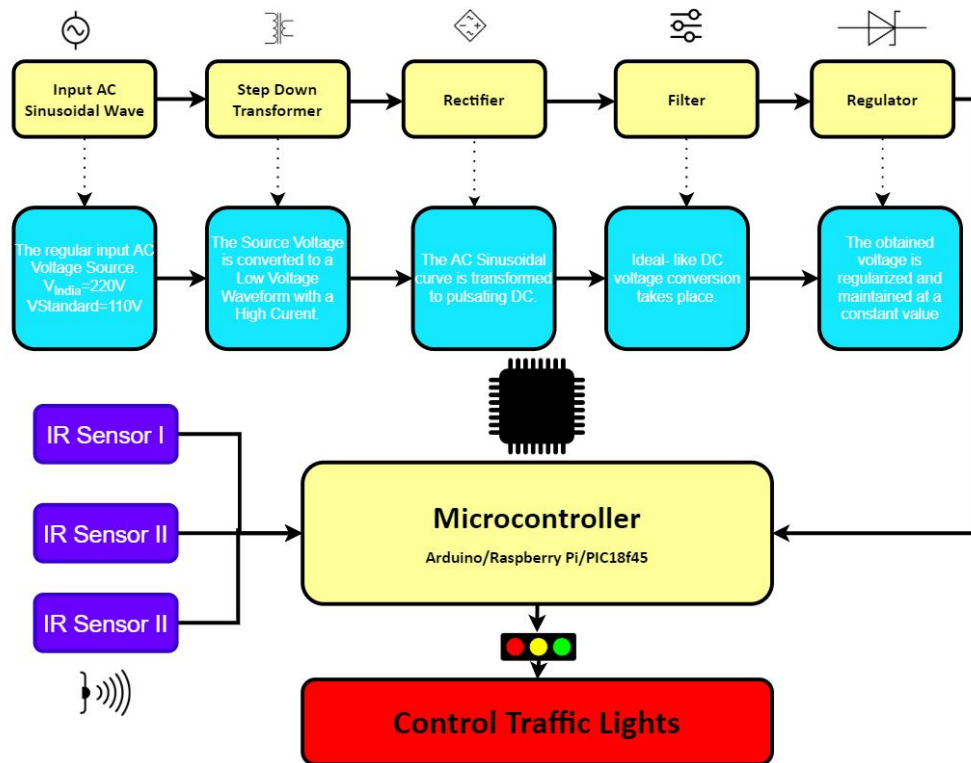 Input AC
Sinusoidal Wave
Step Down
Transformer
Rectifier
Filter
Regulator
The regular input AC
Voltage Source.
VIndia=220V
VStandard=110V
The Source Voltage
is converted to a
Low Voltage
Waveform with a
High Curent.
The AC Sinusoidal
curve is transformed
to pulsating DC.
Ideal- like DC
voltage conversion
takes place.
The obtained
voltage is
regularized and
maintained at a
constant value
IR Sensor I
IR Sensor II
IR Sensor II
Microcontroller
Arduino/Raspberry Pi/PIC18f45
Control Traffic Lights